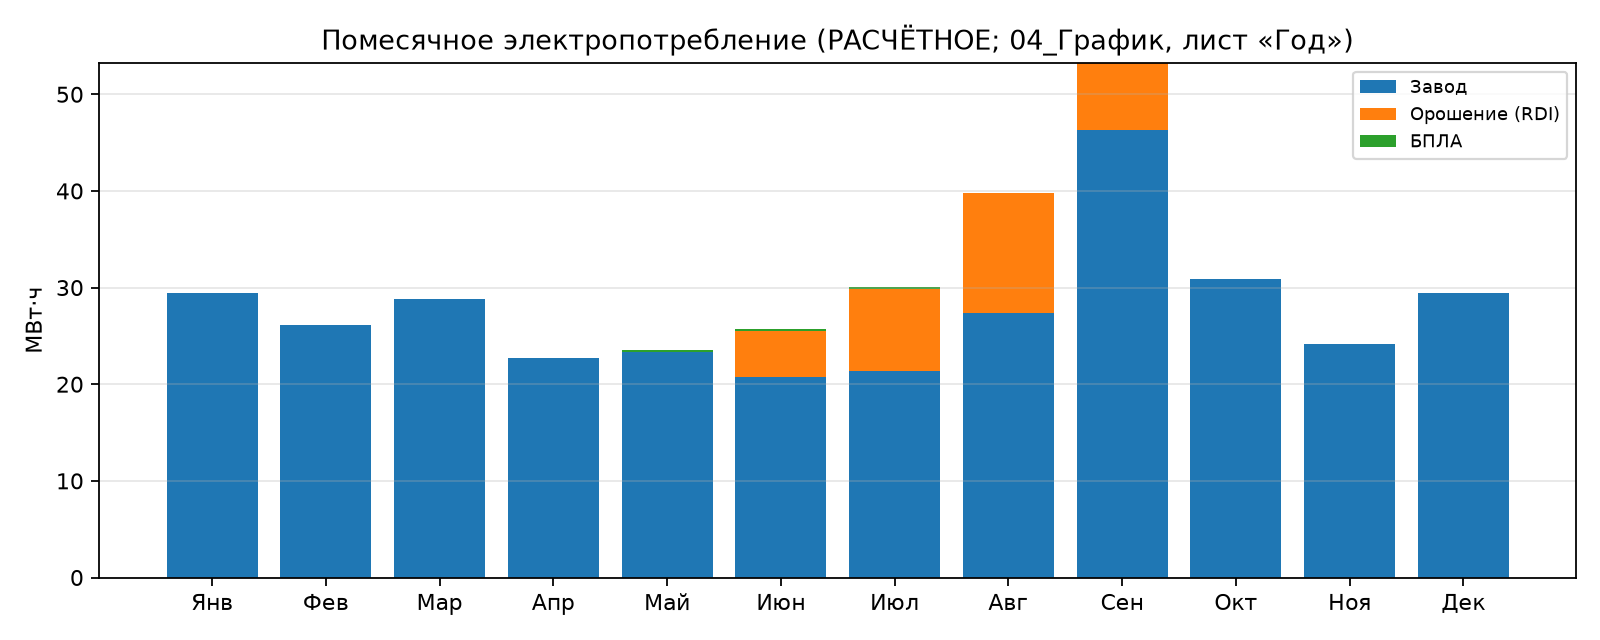 Помесячное электропотребление (РАСЧЁТНОЕ; 04_График, лист «Год»)
МВт·ч
50
40
30
20
10
0
Завод
Орошение (RDI)
БПЛА
Янв Фев Мар Апр Май Июн Июл Авг Сен Окт Ноя Дек